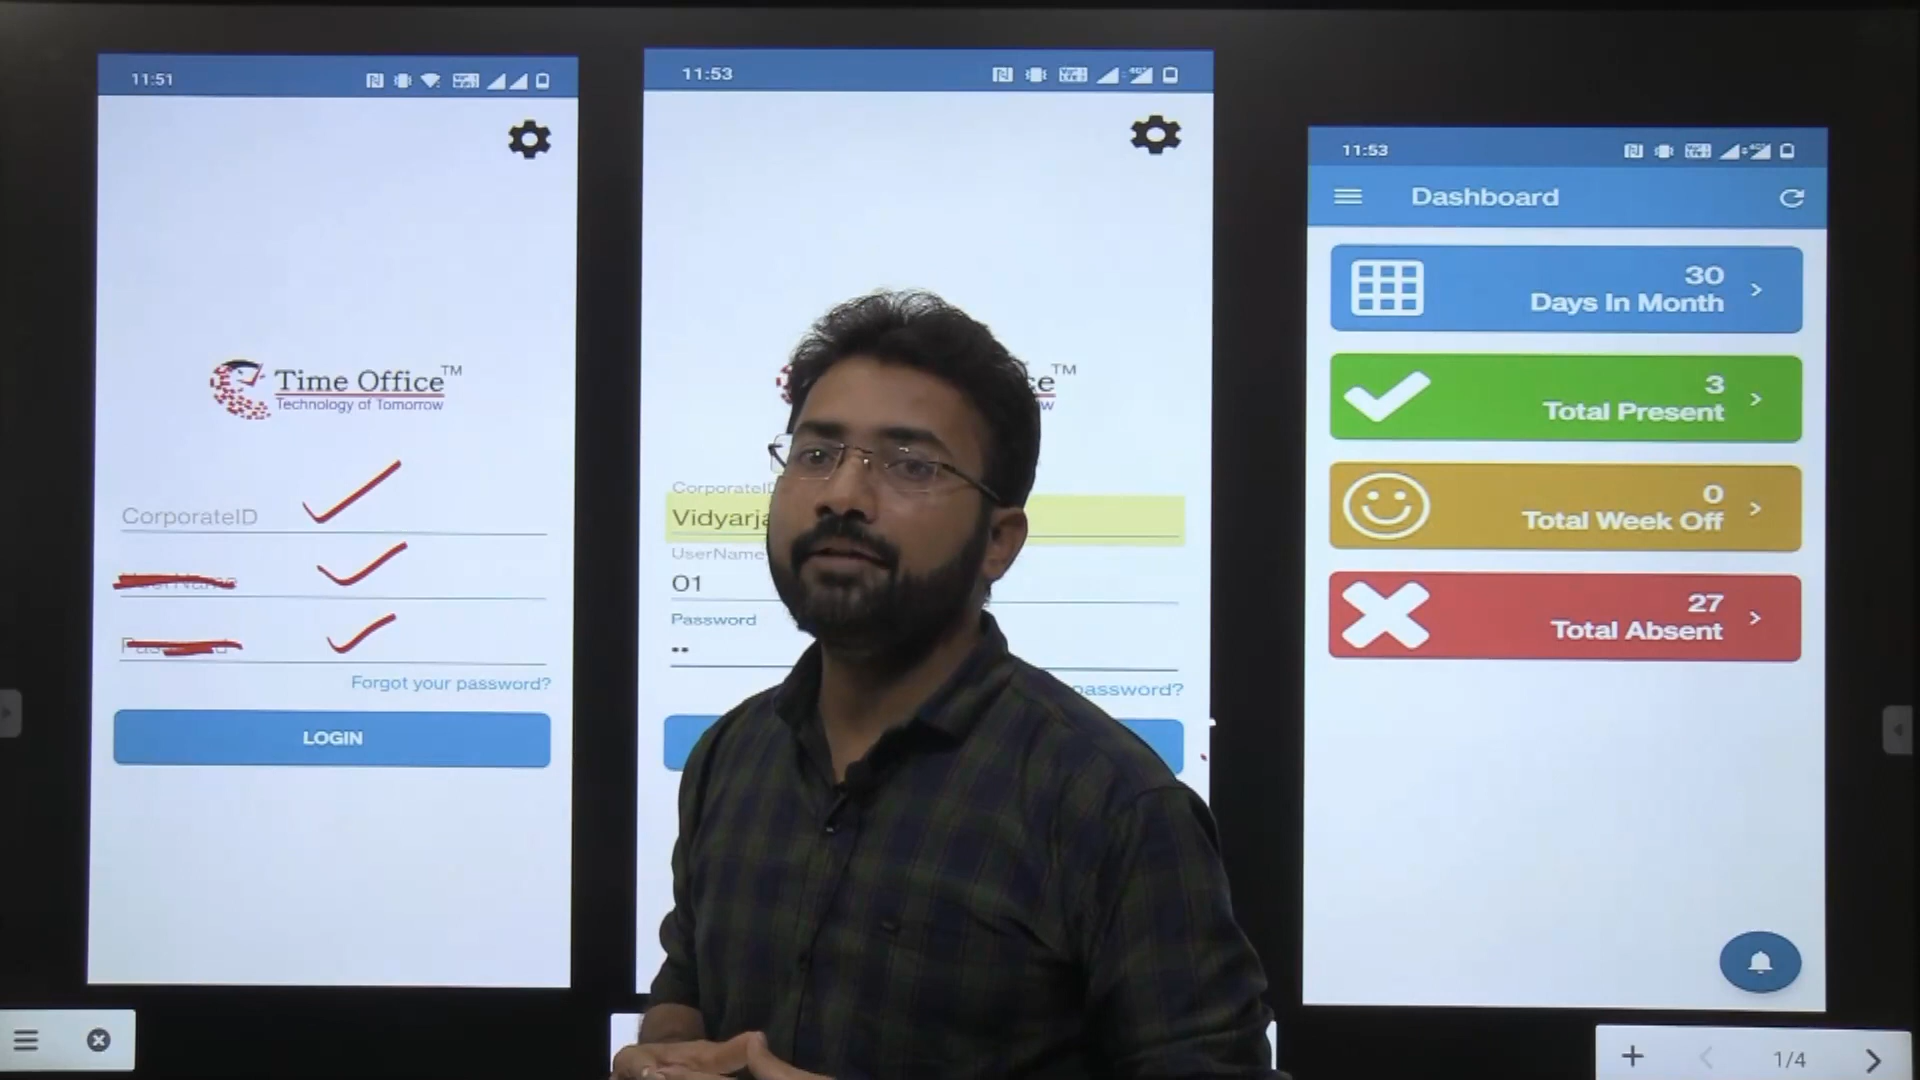 11:51
Time Office™
Technology of Tomorrow
CorporateID
Forgot your password?
LOGIN
11:53
CorporateID
UserName
01
Password
••
password?
11:53
Dashboard
30
Days In Month
3
Total Present
0
Total Week Off
27
Total Absent
1/4